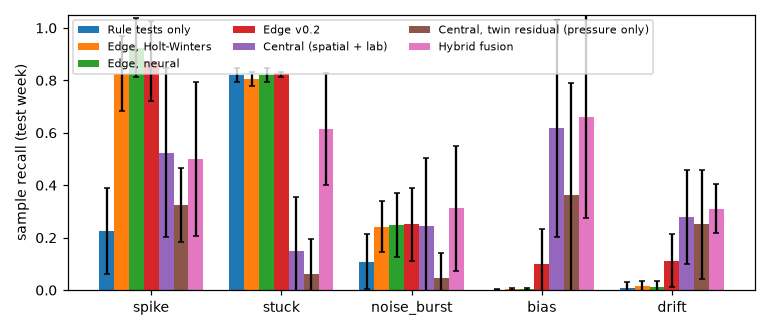 Rule tests only
Edge, Holt-Winters
Edge, neural
Edge v0.2
Central (spatial + lab)
Central, twin residual (pressure only)
Hybrid fusion
sample recall (test week)
1.0
0.8
0.6
0.4
0.2
0.0
spike stuck noise_burst bias drift